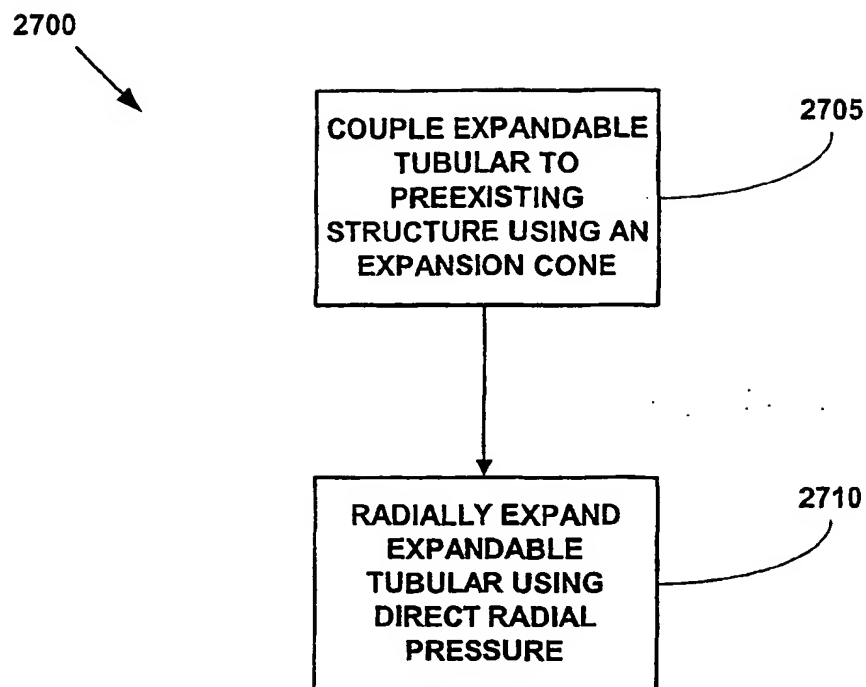 2700
2705
COUPLE EXPANDABLE
TUBULAR TO
PREEXISTING
STRUCTURE USING AN
EXPANSION CONE
2710
RADIALLY EXPAND
EXPANDABLE
TUBULAR USING
DIRECT RADIAL
PRESSURE